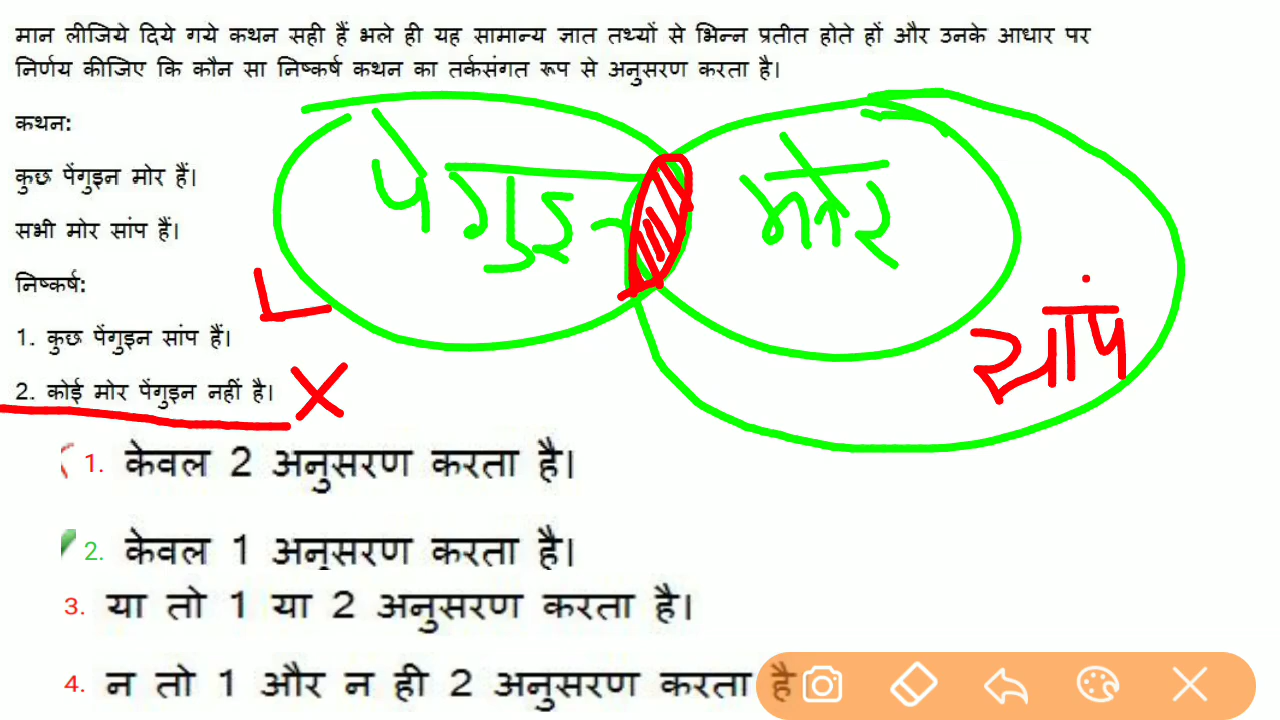 मान लीजिये दिये गये कथन सही हैं भले ही यह सामान्य ज्ञात तथ्यों से भिन्न प्रतीत होते हों और उनके आधार पर
निर्णय कीजिए कि कौन सा निष्कर्ष कथन का तर्कसंगत रूप से अनुसरण करता है।
कथन:
कुछ पेंगुइन मोर हैं।
सभी मोर सांप हैं।
निष्कर्ष:
1. कुछ पेंगुइन सांप हैं।
2. कोई मोर पेंगुइन नहीं है।
पेगुइन
मोर
सांप
1. केवल 2 अनुसरण करता है।
2. केवल 1 अनुसरण करता है।
3. या तो 1 या 2 अनुसरण करता है।
4. न तो 1 और न ही 2 अनुसरण करता है